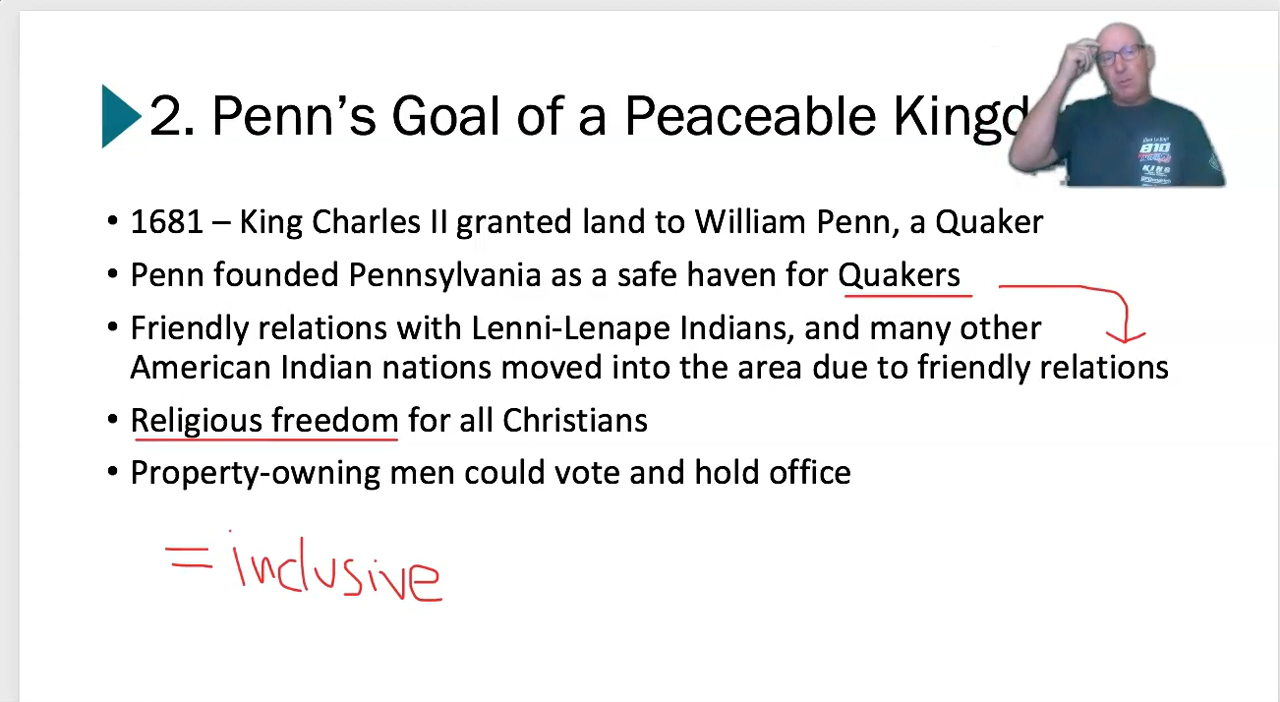 2. Penn's Goal of a Peaceable Kingd
• 1681 – King Charles II granted land to William Penn, a Quaker
• Penn founded Pennsylvania as a safe haven for Quakers
• Friendly relations with Lenni-Lenape Indians, and many other
American Indian nations moved into the area due to friendly relations
• Religious freedom for all Christians
• Property-owning men could vote and hold office
= inclusive
810
KING